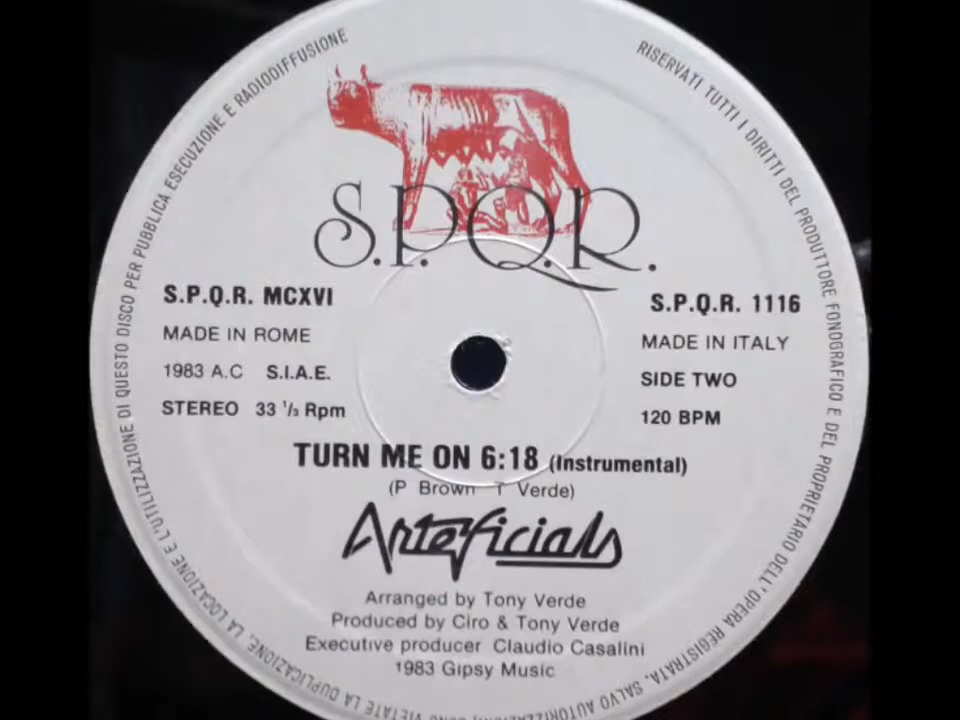 S.P.Q.R.
S.P.Q.R. MCXVI
MADE IN ROME
1983 A.C S.I.A.E.
STEREO 33 1/3 Rpm
S.P.Q.R. 1116
MADE IN ITALY
SIDE TWO
120 BPM
TURN ME ON 6:18 (Instrumental)
(P Brown T Verde)
Arteficials
Arranged by Tony Verde
Produced by Ciro & Tony Verde
Executive producer Claudio Casalini
1983 Gipsy Music
RISERVATI TUTTI I DIRITTI DEL PRODUTTORE FONOGRAFICO E DEL PROPRIETARIO DELL'OPERA REGISTRATA. SALVO AUTORIZZAZIONE VIETATE LA DUPLICAZIONE, LA LOCAZIONE E L'UTILIZZAZIONE DI QUESTO DISCO PER PUBBLICA ESECUZIONE E RADIODIFFUSIONE